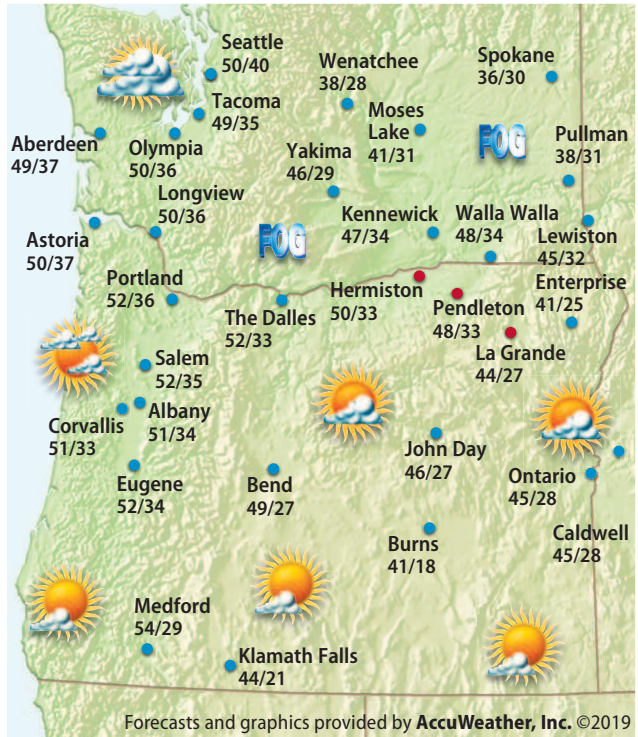 Seattle
50/40
Wenatchee
38/28
Spokane
36/30
Tacoma
49/35
Moses
Lake
41/31
FOG
Pullman
38/31
Aberdeen
49/37
Olympia
50/36
Yakima
46/29
Longview
50/36
Kennewick
47/34
Walla Walla
48/34
Lewiston
45/32
Astoria
50/37
FOG
Portland
52/36
The Dalles
52/33
Hermiston
50/33
Pendleton
48/33
Enterprise
41/25
La Grande
44/27
Salem
52/35
Corvallis
51/33
Albany
51/34
John Day
46/27
Eugene
52/34
Bend
49/27
Ontario
45/28
Burns
41/18
Caldwell
45/28
Medford
54/29
Klamath Falls
44/21
Forecasts and graphics provided by AccuWeather, Inc. ©2019